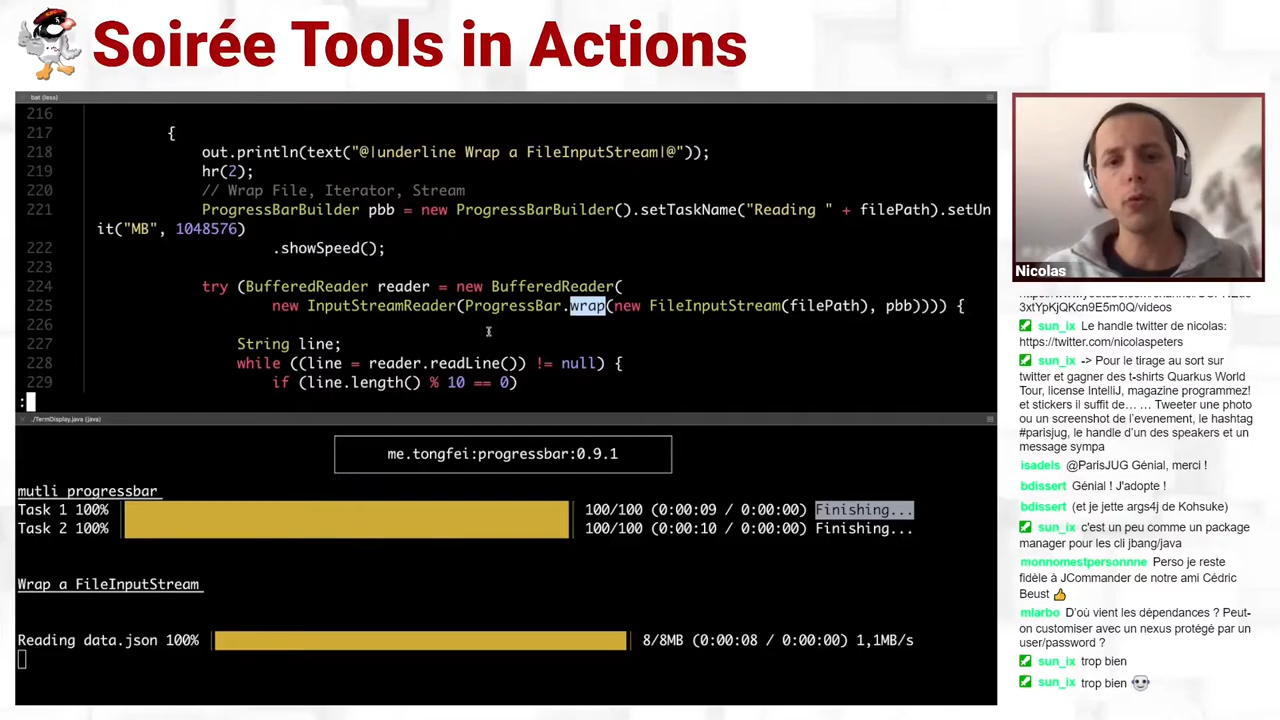 Soirée Tools in Actions
bat (less)
216
217 {
218 out.println(text("@|underline Wrap a FileInputStream|@"));
219 hr(2);
220 // Wrap File, Iterator, Stream
221 ProgressBarBuilder pbb = new ProgressBarBuilder().setTaskName("Reading " + filePath).setUn
it("MB", 1048576)
222 .showSpeed();
223
224 try (BufferedReader reader = new BufferedReader(
225 new InputStreamReader(ProgressBar.wrap(new FileInputStream(filePath), pbb)))) {
226
227 String line;
228 while ((line = reader.readLine()) != null) {
229 if (line.length() % 10 == 0)
:
./TermDisplay.java (java)
me.tongfei:progressbar:0.9.1
mutli progressbar
Task 1 100% 100/100 (0:00:09 / 0:00:00) Finishing...
Task 2 100% 100/100 (0:00:10 / 0:00:00) Finishing...
Wrap a FileInputStream
Reading data.json 100% 8/8MB (0:00:08 / 0:00:00) 1,1MB/s
Nicolas
3xtYpKjQKcn9E5m0Q/videos
sun_ix Le handle twitter de nicolas:
https://twitter.com/nicolaspeters
sun_ix -> Pour le tirage au sort sur
twitter et gagner des t-shirts Quarkus World
Tour, license IntelliJ, magazine programmez!
et stickers il suffit de… … Tweeter une photo
ou un screenshot de l'evenement, le hashtag
#parisjug, le handle d'un des speakers et un
message sympa
isadels @ParisJUG Génial, merci !
bdissert Génial ! J'adopte !
bdissert (et je jette args4j de Kohsuke)
sun_ix c'est un peu comme un package
manager pour les cli jbang/java
monnomestpersonnne Perso je reste
fidèle à JCommander de notre ami Cédric
Beust 👍
mlarbo D'où vient les dépendances ? Peut-
on customiser avec un nexus protégé par un
user/password ?
sun_ix trop bien
sun_ix trop bien